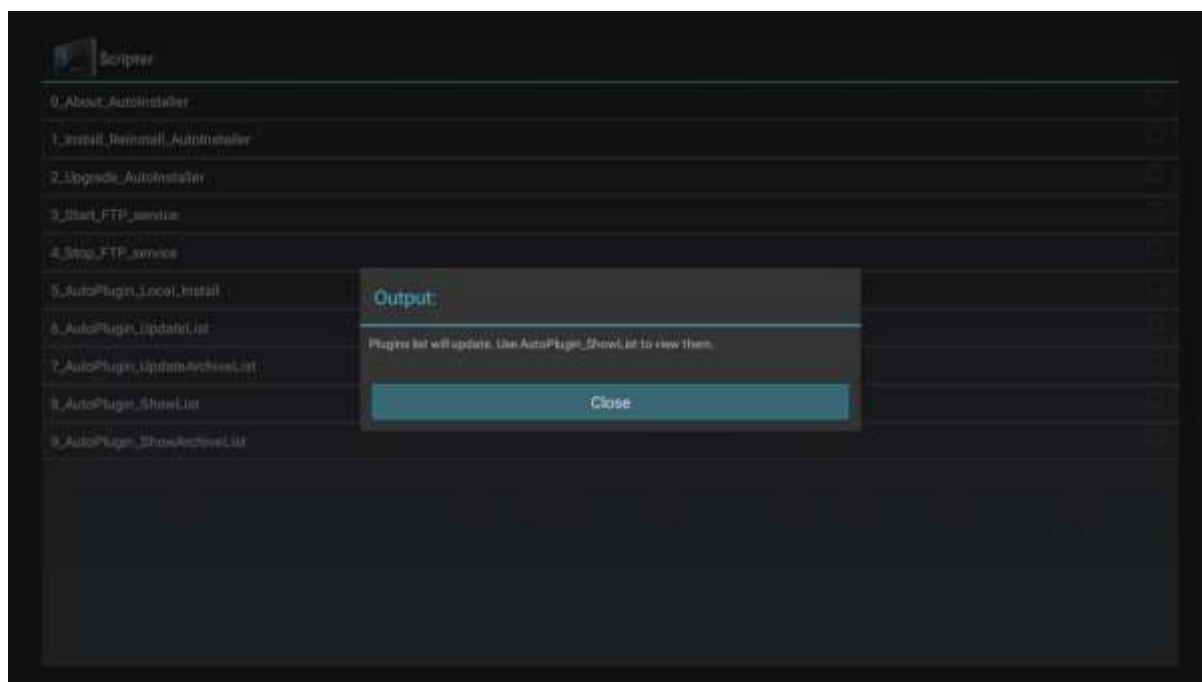 Scripter
0_About_AutoInstaller
1_Install_Reinstall_AutoInstaller
2_Upgrade_AutoInstaller
3_Start_FTP_service
4_Stop_FTP_service
5_AutoPlugin_Local_Install
6_AutoPlugin_UpdateList
7_AutoPlugin_UpdateArchiveList
8_AutoPlugin_ShowList
9_AutoPlugin_ShowArchiveList
Output:
Plugins list will update. Use AutoPlugin_ShowList to view them.
Close